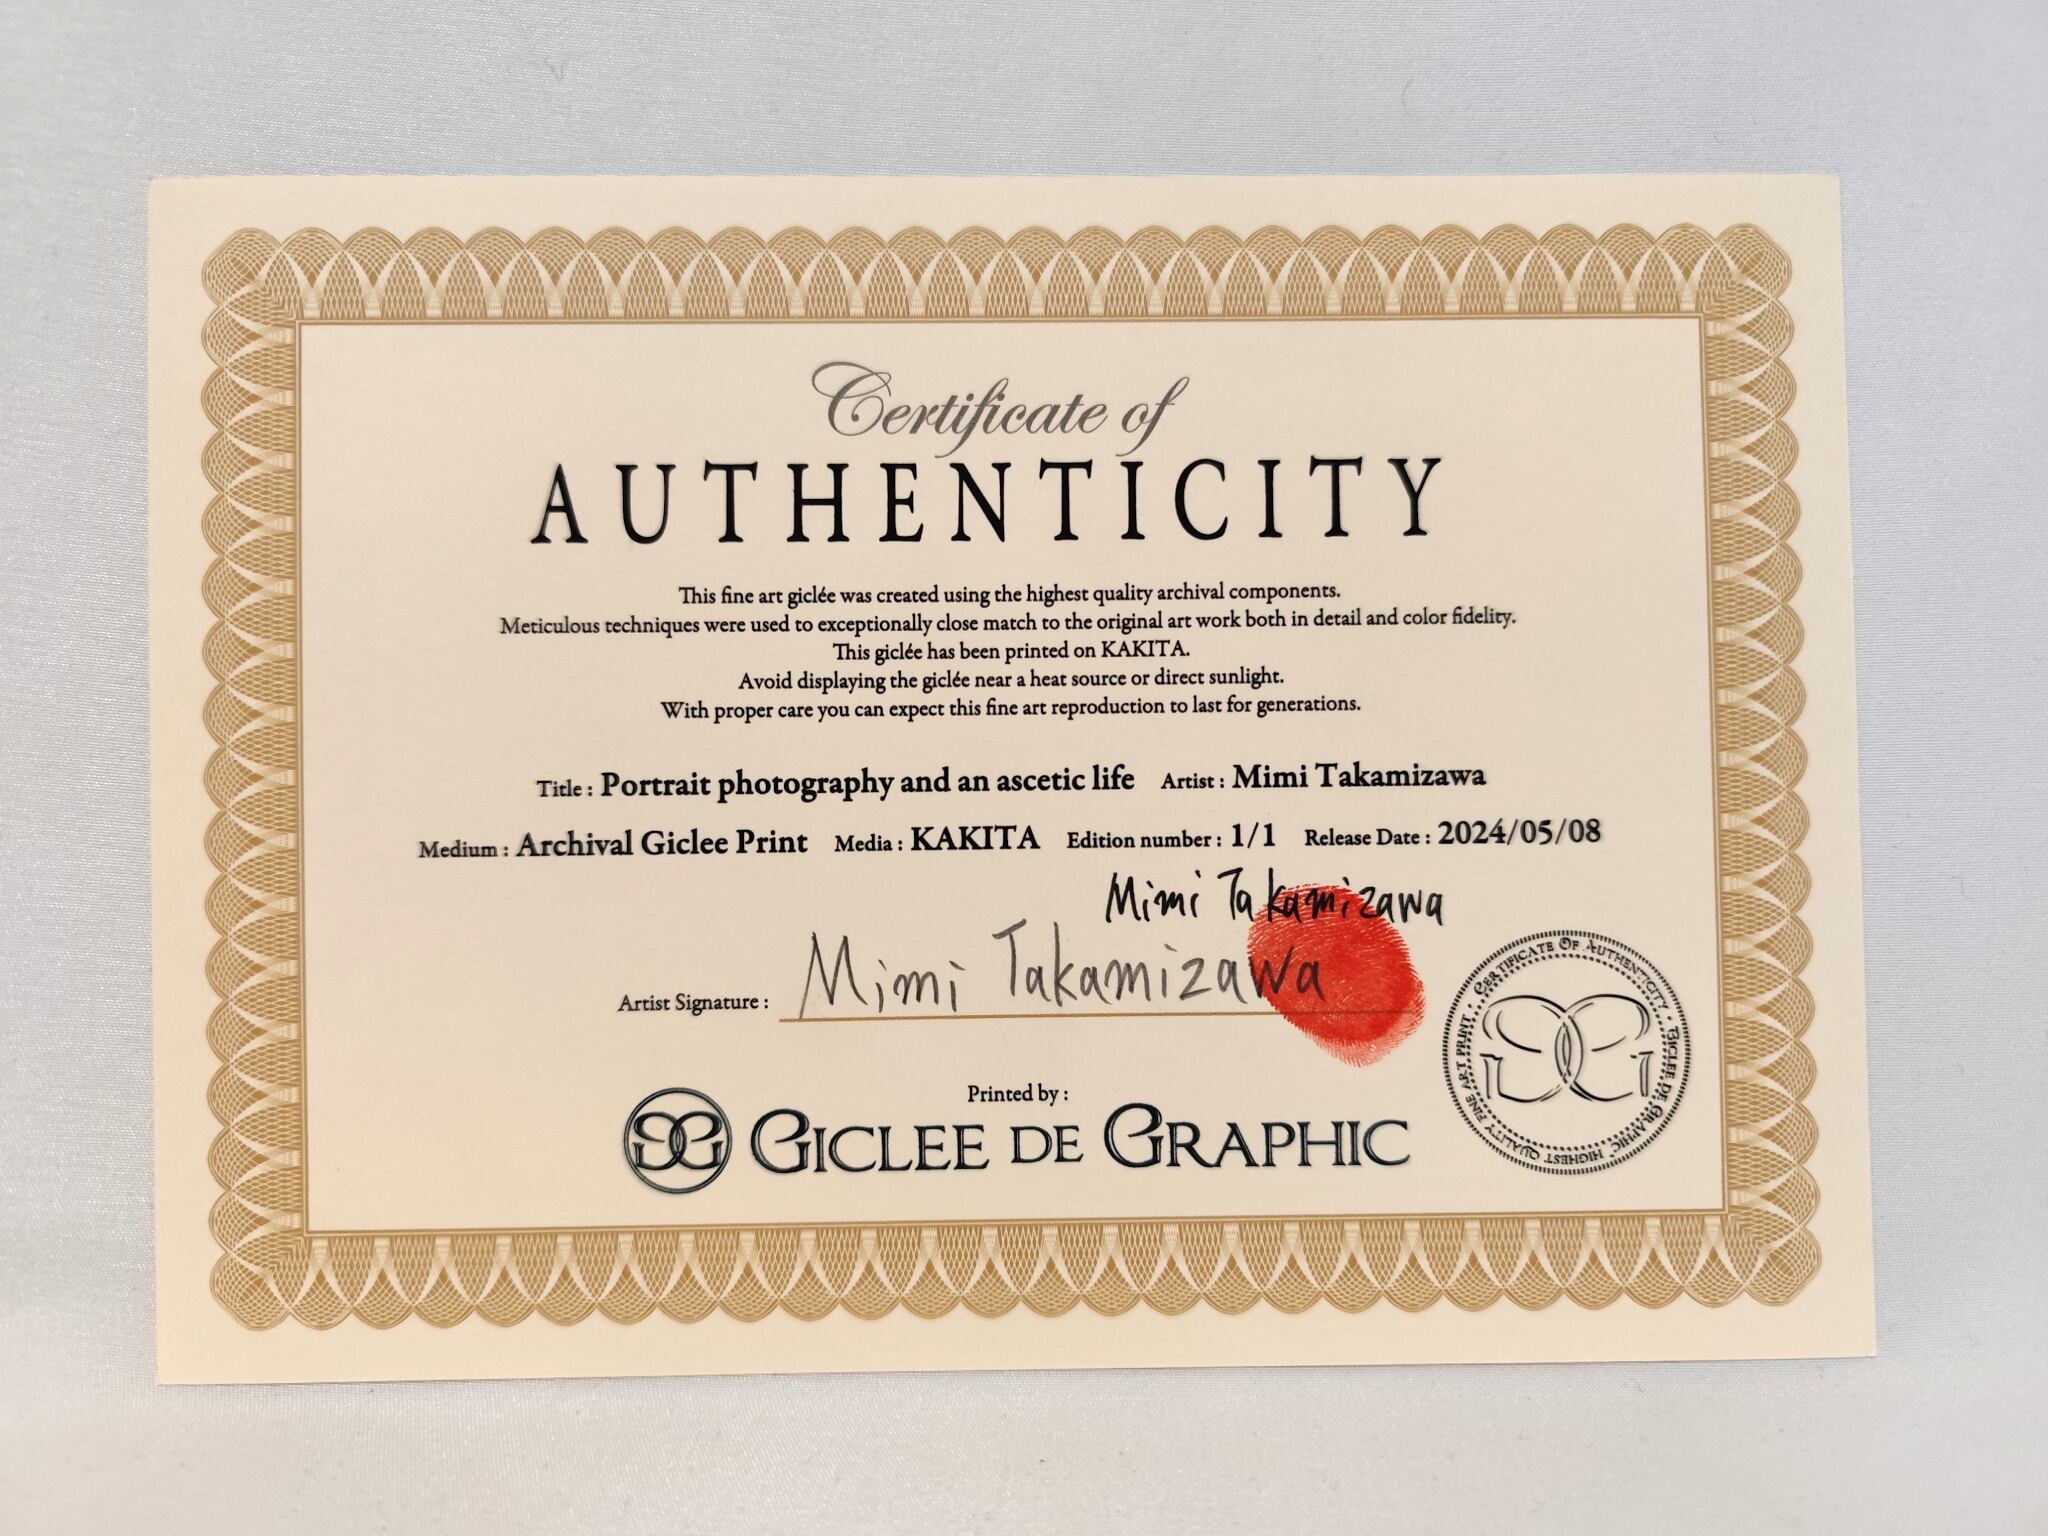 Certificate of
AUTHENTICITY
This fine art giclée was created using the highest quality archival components.
Meticulous techniques were used to exceptionally close match to the original art work both in detail and color fidelity.
This giclée has been printed on KAKITA.
Avoid displaying the giclée near a heat source or direct sunlight.
With proper care you can expect this fine art reproduction to last for generations.
Title : Portrait photography and an ascetic life Artist : Mimi Takamizawa
Medium : Archival Giclee Print Media : KAKITA Edition number : 1/1 Release Date : 2024/05/08
Mimi Takamizawa
Artist Signature : Mimi Takamizawa
Printed by :
GICLEE DE GRAPHIC
CERTIFICATE OF AUTHENTICITY · GICLEE DE GRAPHIC · HIGHEST QUALITY FINE ART PRINT ·